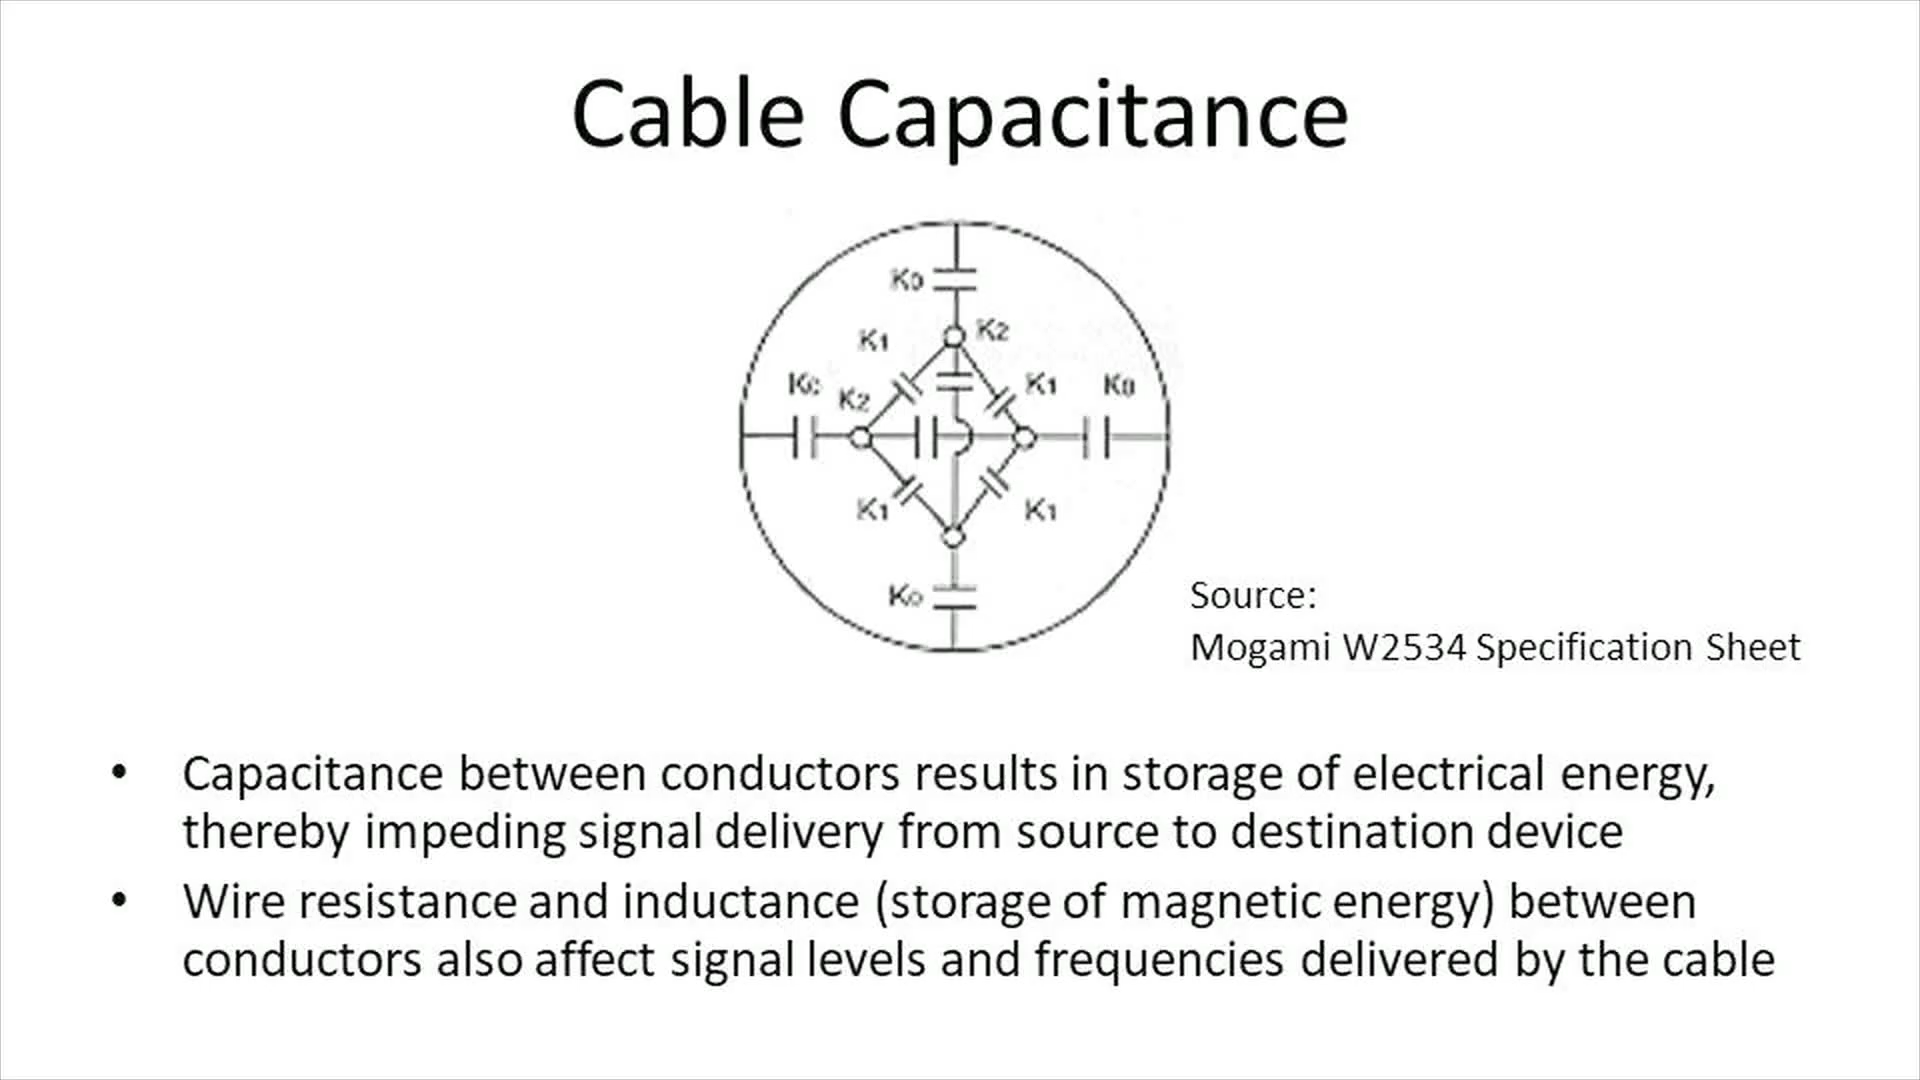 Cable Capacitance
K0
K1
K2
K0
K2
K1
K0
K1
K1
K0
Source:
Mogami W2534 Specification Sheet
• Capacitance between conductors results in storage of electrical energy,
thereby impeding signal delivery from source to destination device
• Wire resistance and inductance (storage of magnetic energy) between
conductors also affect signal levels and frequencies delivered by the cable